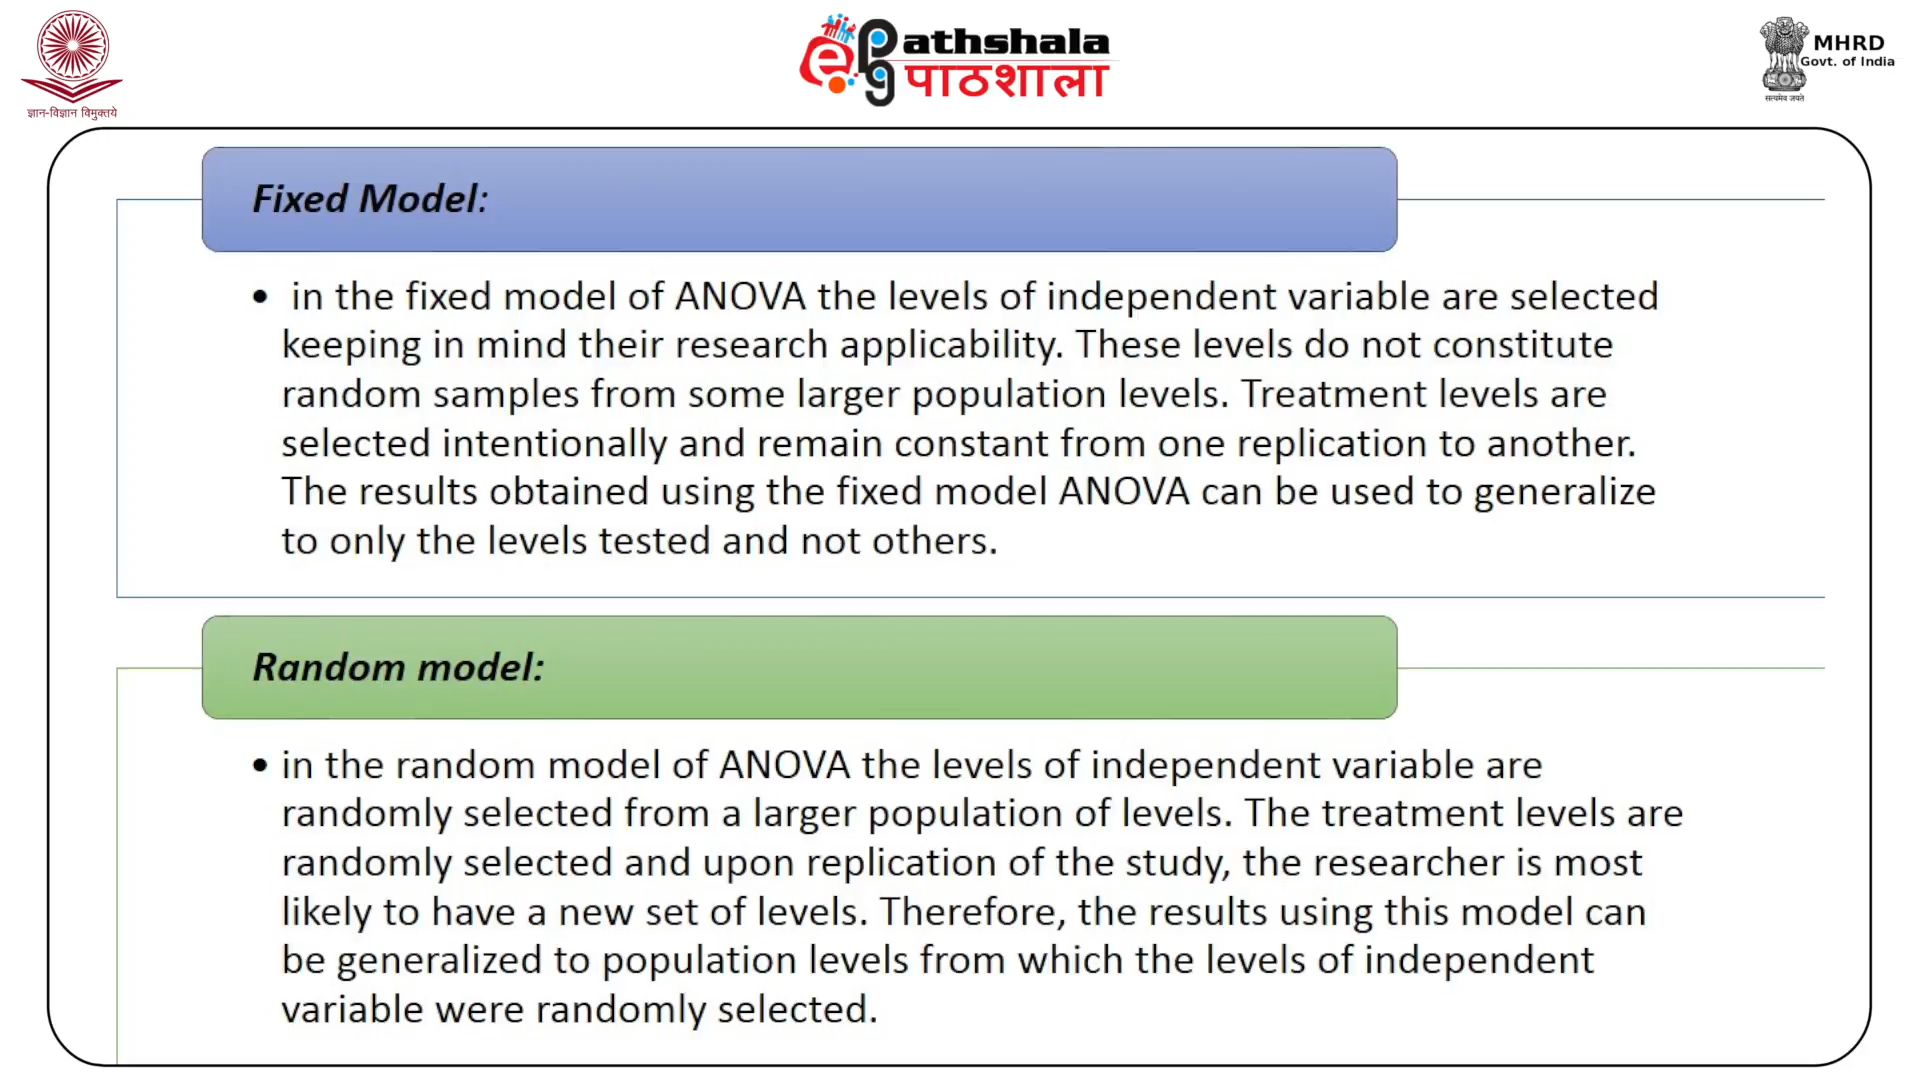 ज्ञान-विज्ञान विमुक्तये
e pg athshala
पाठशाला
MHRD
Govt. of India
सत्यमेव जयते
Fixed Model:
• in the fixed model of ANOVA the levels of independent variable are selected
keeping in mind their research applicability. These levels do not constitute
random samples from some larger population levels. Treatment levels are
selected intentionally and remain constant from one replication to another.
The results obtained using the fixed model ANOVA can be used to generalize
to only the levels tested and not others.
Random model:
• in the random model of ANOVA the levels of independent variable are
randomly selected from a larger population of levels. The treatment levels are
randomly selected and upon replication of the study, the researcher is most
likely to have a new set of levels. Therefore, the results using this model can
be generalized to population levels from which the levels of independent
variable were randomly selected.